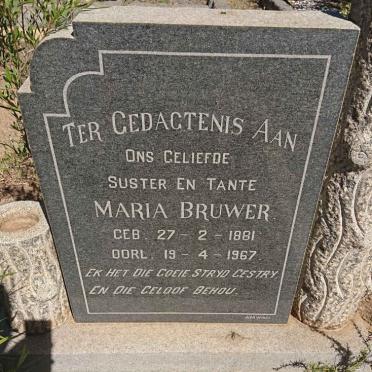 TER GEDAGTENIS AAN
ONS GELIEFDE
SUSTER EN TANTE
MARIA BRUWER
GEB. 27 - 2 - 1881
OORL. 19 - 4 - 1967.
EK HET DIE GOEIE STRYD GESTRY
EN DIE GELOOF BEHOU.